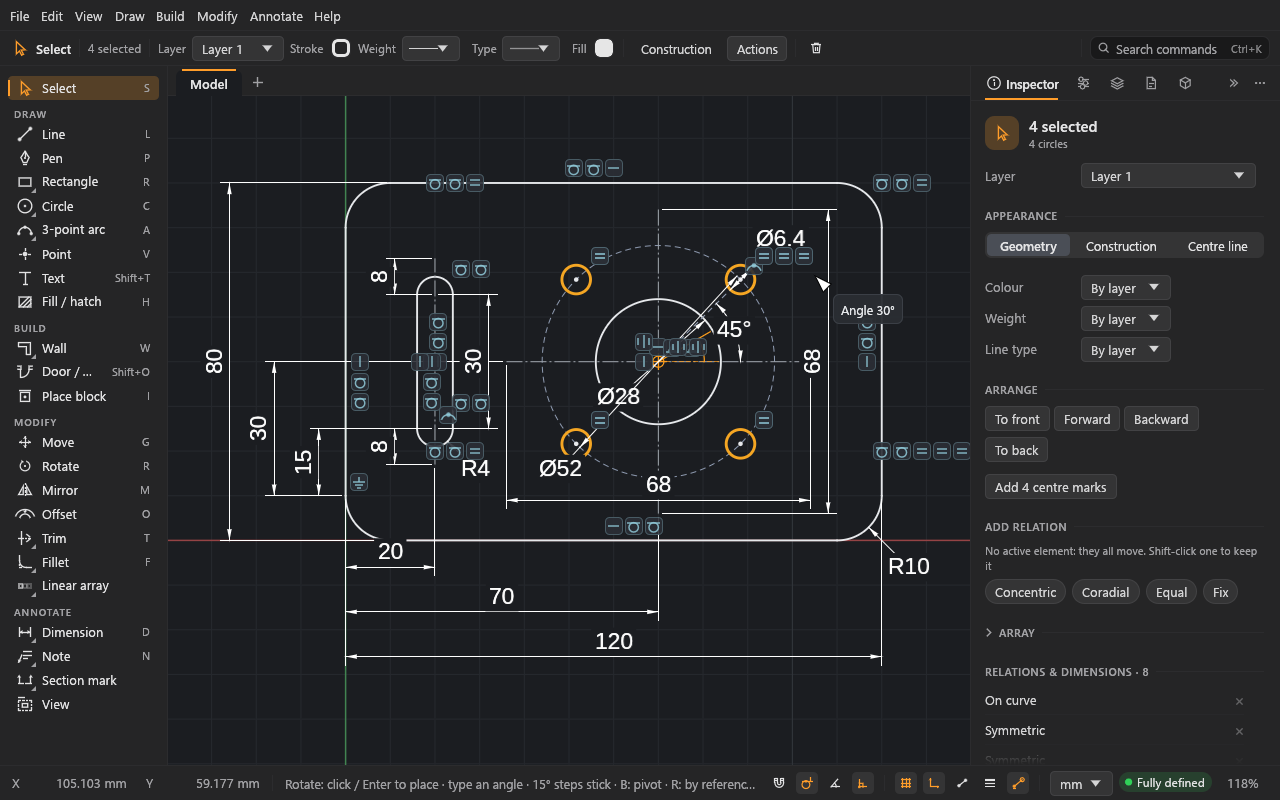 File Edit View Draw Build Modify Annotate Help
Select 4 selected Layer Layer 1 Stroke Weight Type Fill Construction Actions Search commands Ctrl+K
Select S
DRAW
Line L
Pen P
Rectangle R
Circle C
3-point arc A
Point V
Text Shift+T
Fill / hatch H
BUILD
Wall W
Door / ... Shift+O
Place block I
MODIFY
Move G
Rotate R
Mirror M
Offset O
Trim T
Fillet F
Linear array
ANNOTATE
Dimension D
Note N
Section mark
View
Model
Ø6.4
8
Angle 30°
45°
80
30
68
Ø28
30
8
15
R4
Ø52
68
20
R10
70
120
Inspector
4 selected
4 circles
Layer Layer 1
APPEARANCE
Geometry Construction Centre line
Colour By layer
Weight By layer
Line type By layer
ARRANGE
To front Forward Backward
To back
Add 4 centre marks
ADD RELATION
No active element: they all move. Shift-click one to keep
it
Concentric Coradial Equal Fix
ARRAY
RELATIONS & DIMENSIONS · 8
On curve
Symmetric
Symmetric
X 105.103 mm Y 59.177 mm Rotate: click / Enter to place · type an angle · 15° steps stick · B: pivot · R: by referenc... mm Fully defined 118%